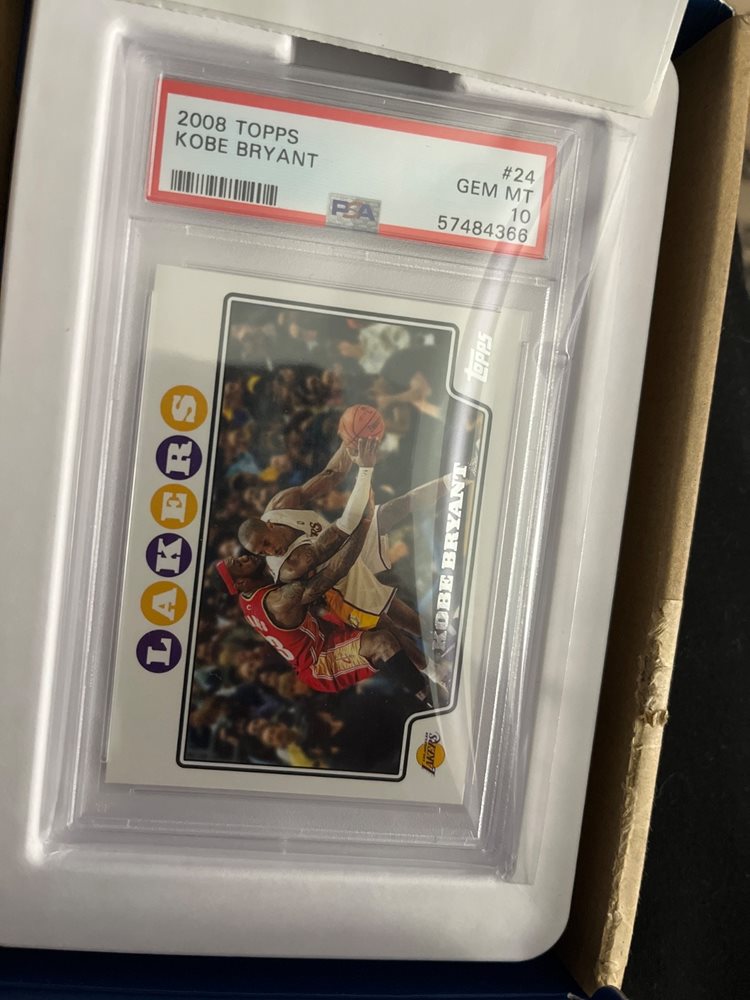 2008 TOPPS
KOBE BRYANT
#24
GEM MT
10
57484366
PSA
topps
LAKERS
KOBE BRYANT
LAKERS